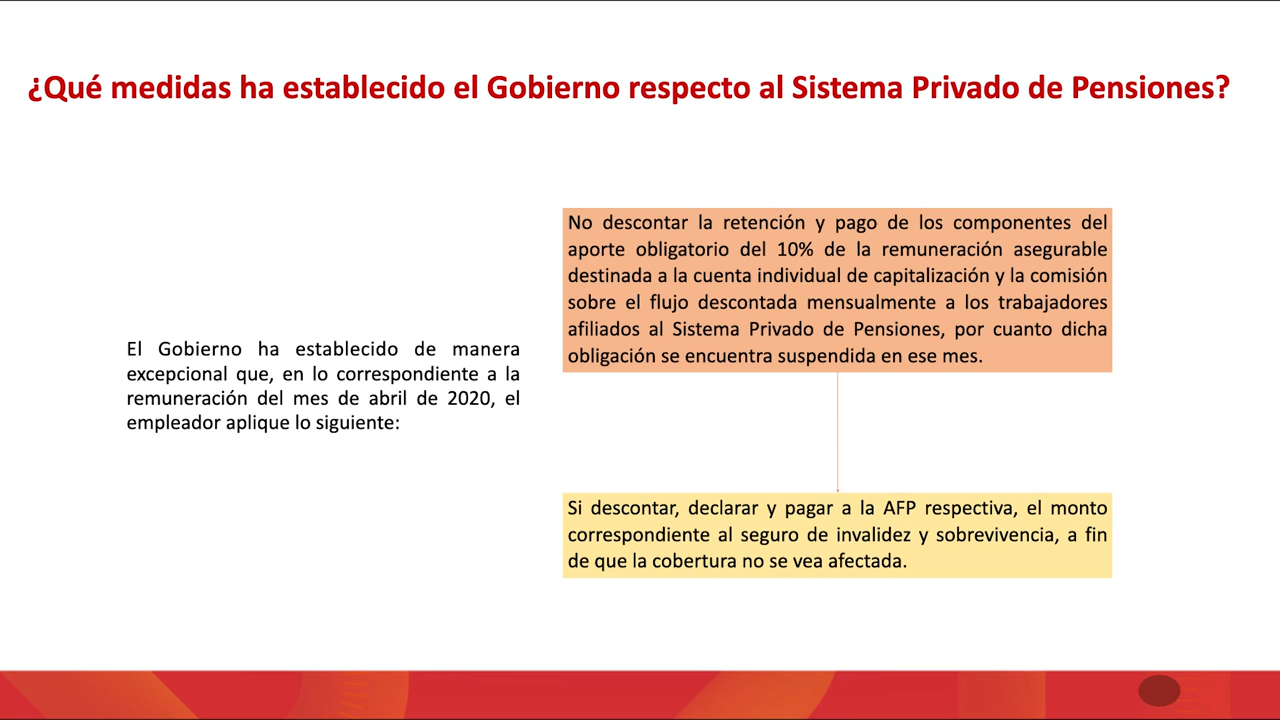 ¿Qué medidas ha establecido el Gobierno respecto al Sistema Privado de Pensiones?
El Gobierno ha establecido de manera
excepcional que, en lo correspondiente a la
remuneración del mes de abril de 2020, el
empleador aplique lo siguiente:
No descontar la retención y pago de los componentes del
aporte obligatorio del 10% de la remuneración asegurable
destinada a la cuenta individual de capitalización y la comisión
sobre el flujo descontada mensualmente a los trabajadores
afiliados al Sistema Privado de Pensiones, por cuanto dicha
obligación se encuentra suspendida en ese mes.
Si descontar, declarar y pagar a la AFP respectiva, el monto
correspondiente al seguro de invalidez y sobrevivencia, a fin
de que la cobertura no se vea afectada.